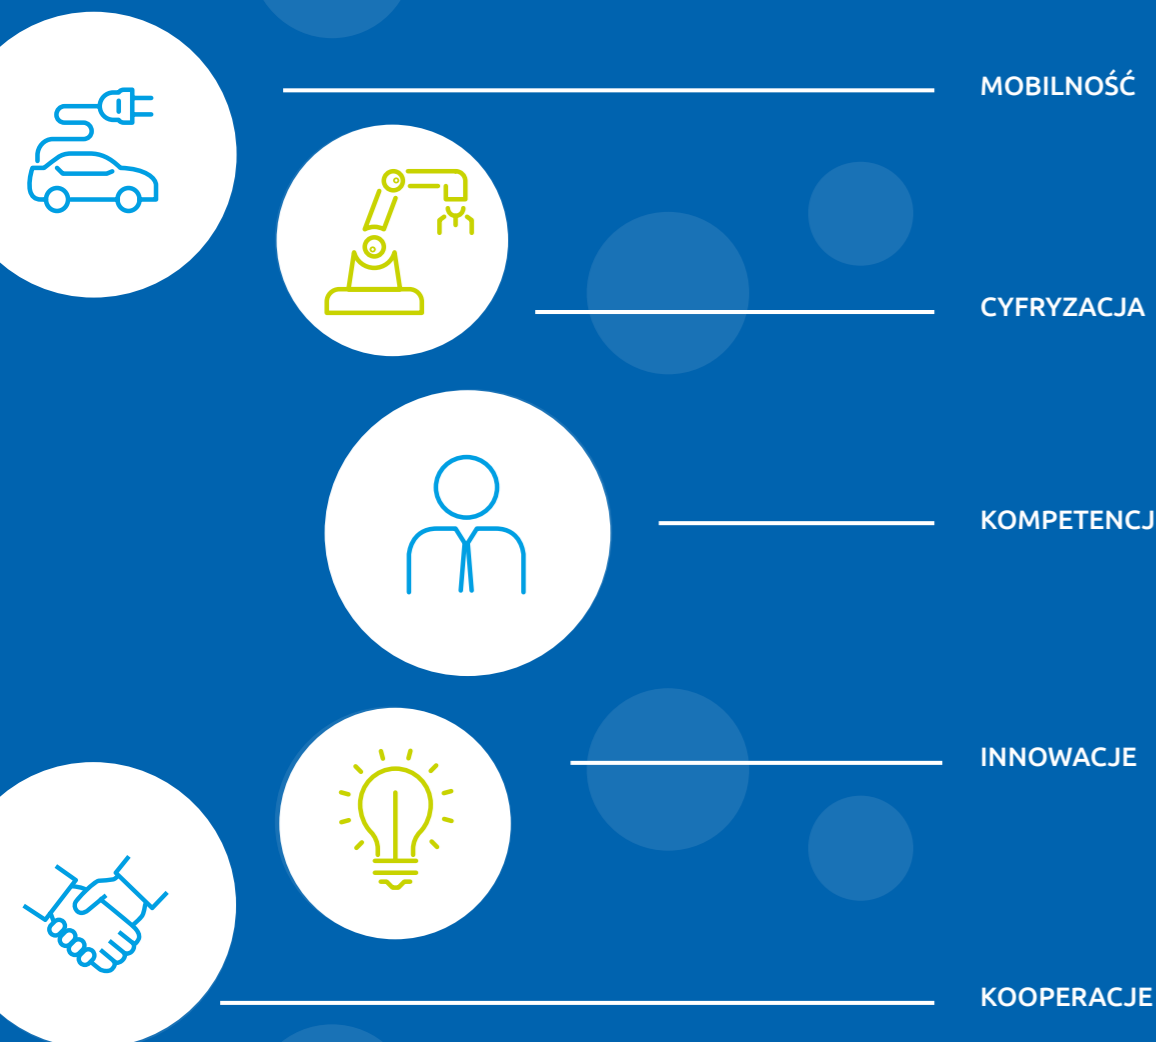 MOBILNOŚĆ
CYFRYZACJA
KOMPETENCJ
INNOWACJE
KOOPERACJE